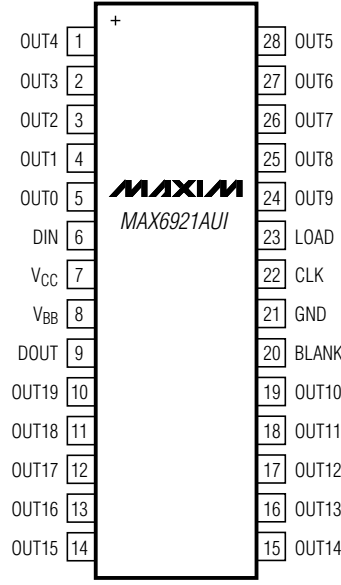 +
OUT4 1 28 OUT5
OUT3 2 27 OUT6
OUT2 3 26 OUT7
OUT1 4 25 OUT8
OUT0 5 MAXIM 24 OUT9
DIN 6 MAX6921AUI 23 LOAD
VCC 7 22 CLK
VBB 8 21 GND
DOUT 9 20 BLANK
OUT19 10 19 OUT10
OUT18 11 18 OUT11
OUT17 12 17 OUT12
OUT16 13 16 OUT13
OUT15 14 15 OUT14